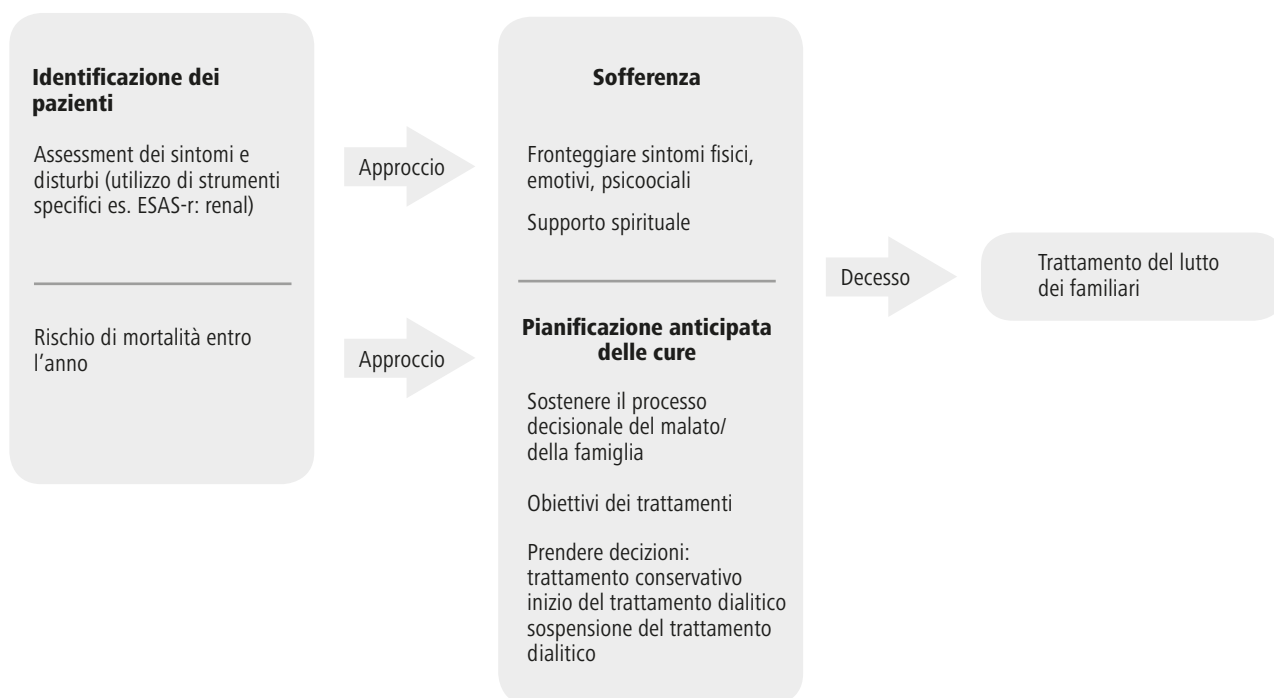 Identificazione dei
pazienti
Assessment dei sintomi e
disturbi (utilizzo di strumenti
specifici es. ESAS-r: renal)
Rischio di mortalità entro
l’anno
Approccio
Approccio
Sofferenza
Fronteggiare sintomi fisici,
emotivi, psicoociali
Supporto spirituale
Pianificazione anticipata
delle cure
Sostenere il processo
decisionale del malato/
della famiglia
Obiettivi dei trattamenti
Prendere decisioni:
trattamento conservativo
inizio del trattamento dialitico
sospensione del trattamento
dialitico
Decesso
Trattamento del lutto
dei familiari